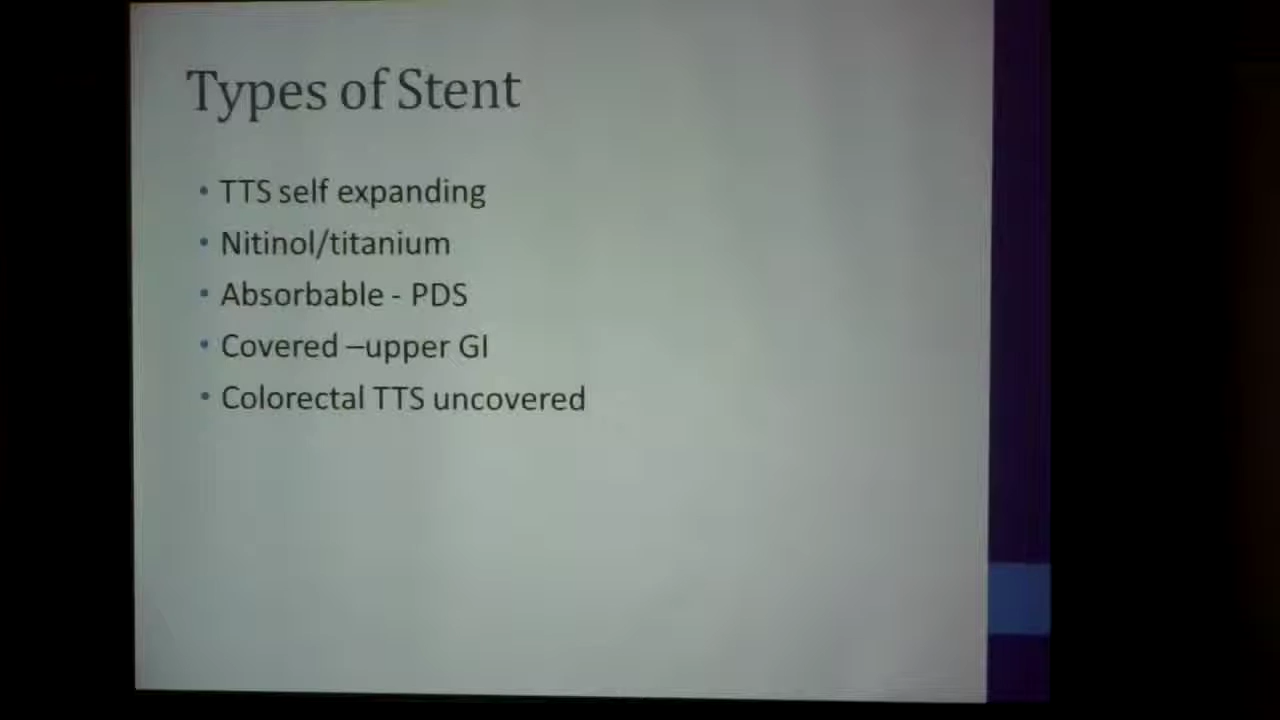 Types of Stent
• TTS self expanding
• Nitinol/titanium
• Absorbable - PDS
• Covered –upper GI
• Colorectal TTS uncovered